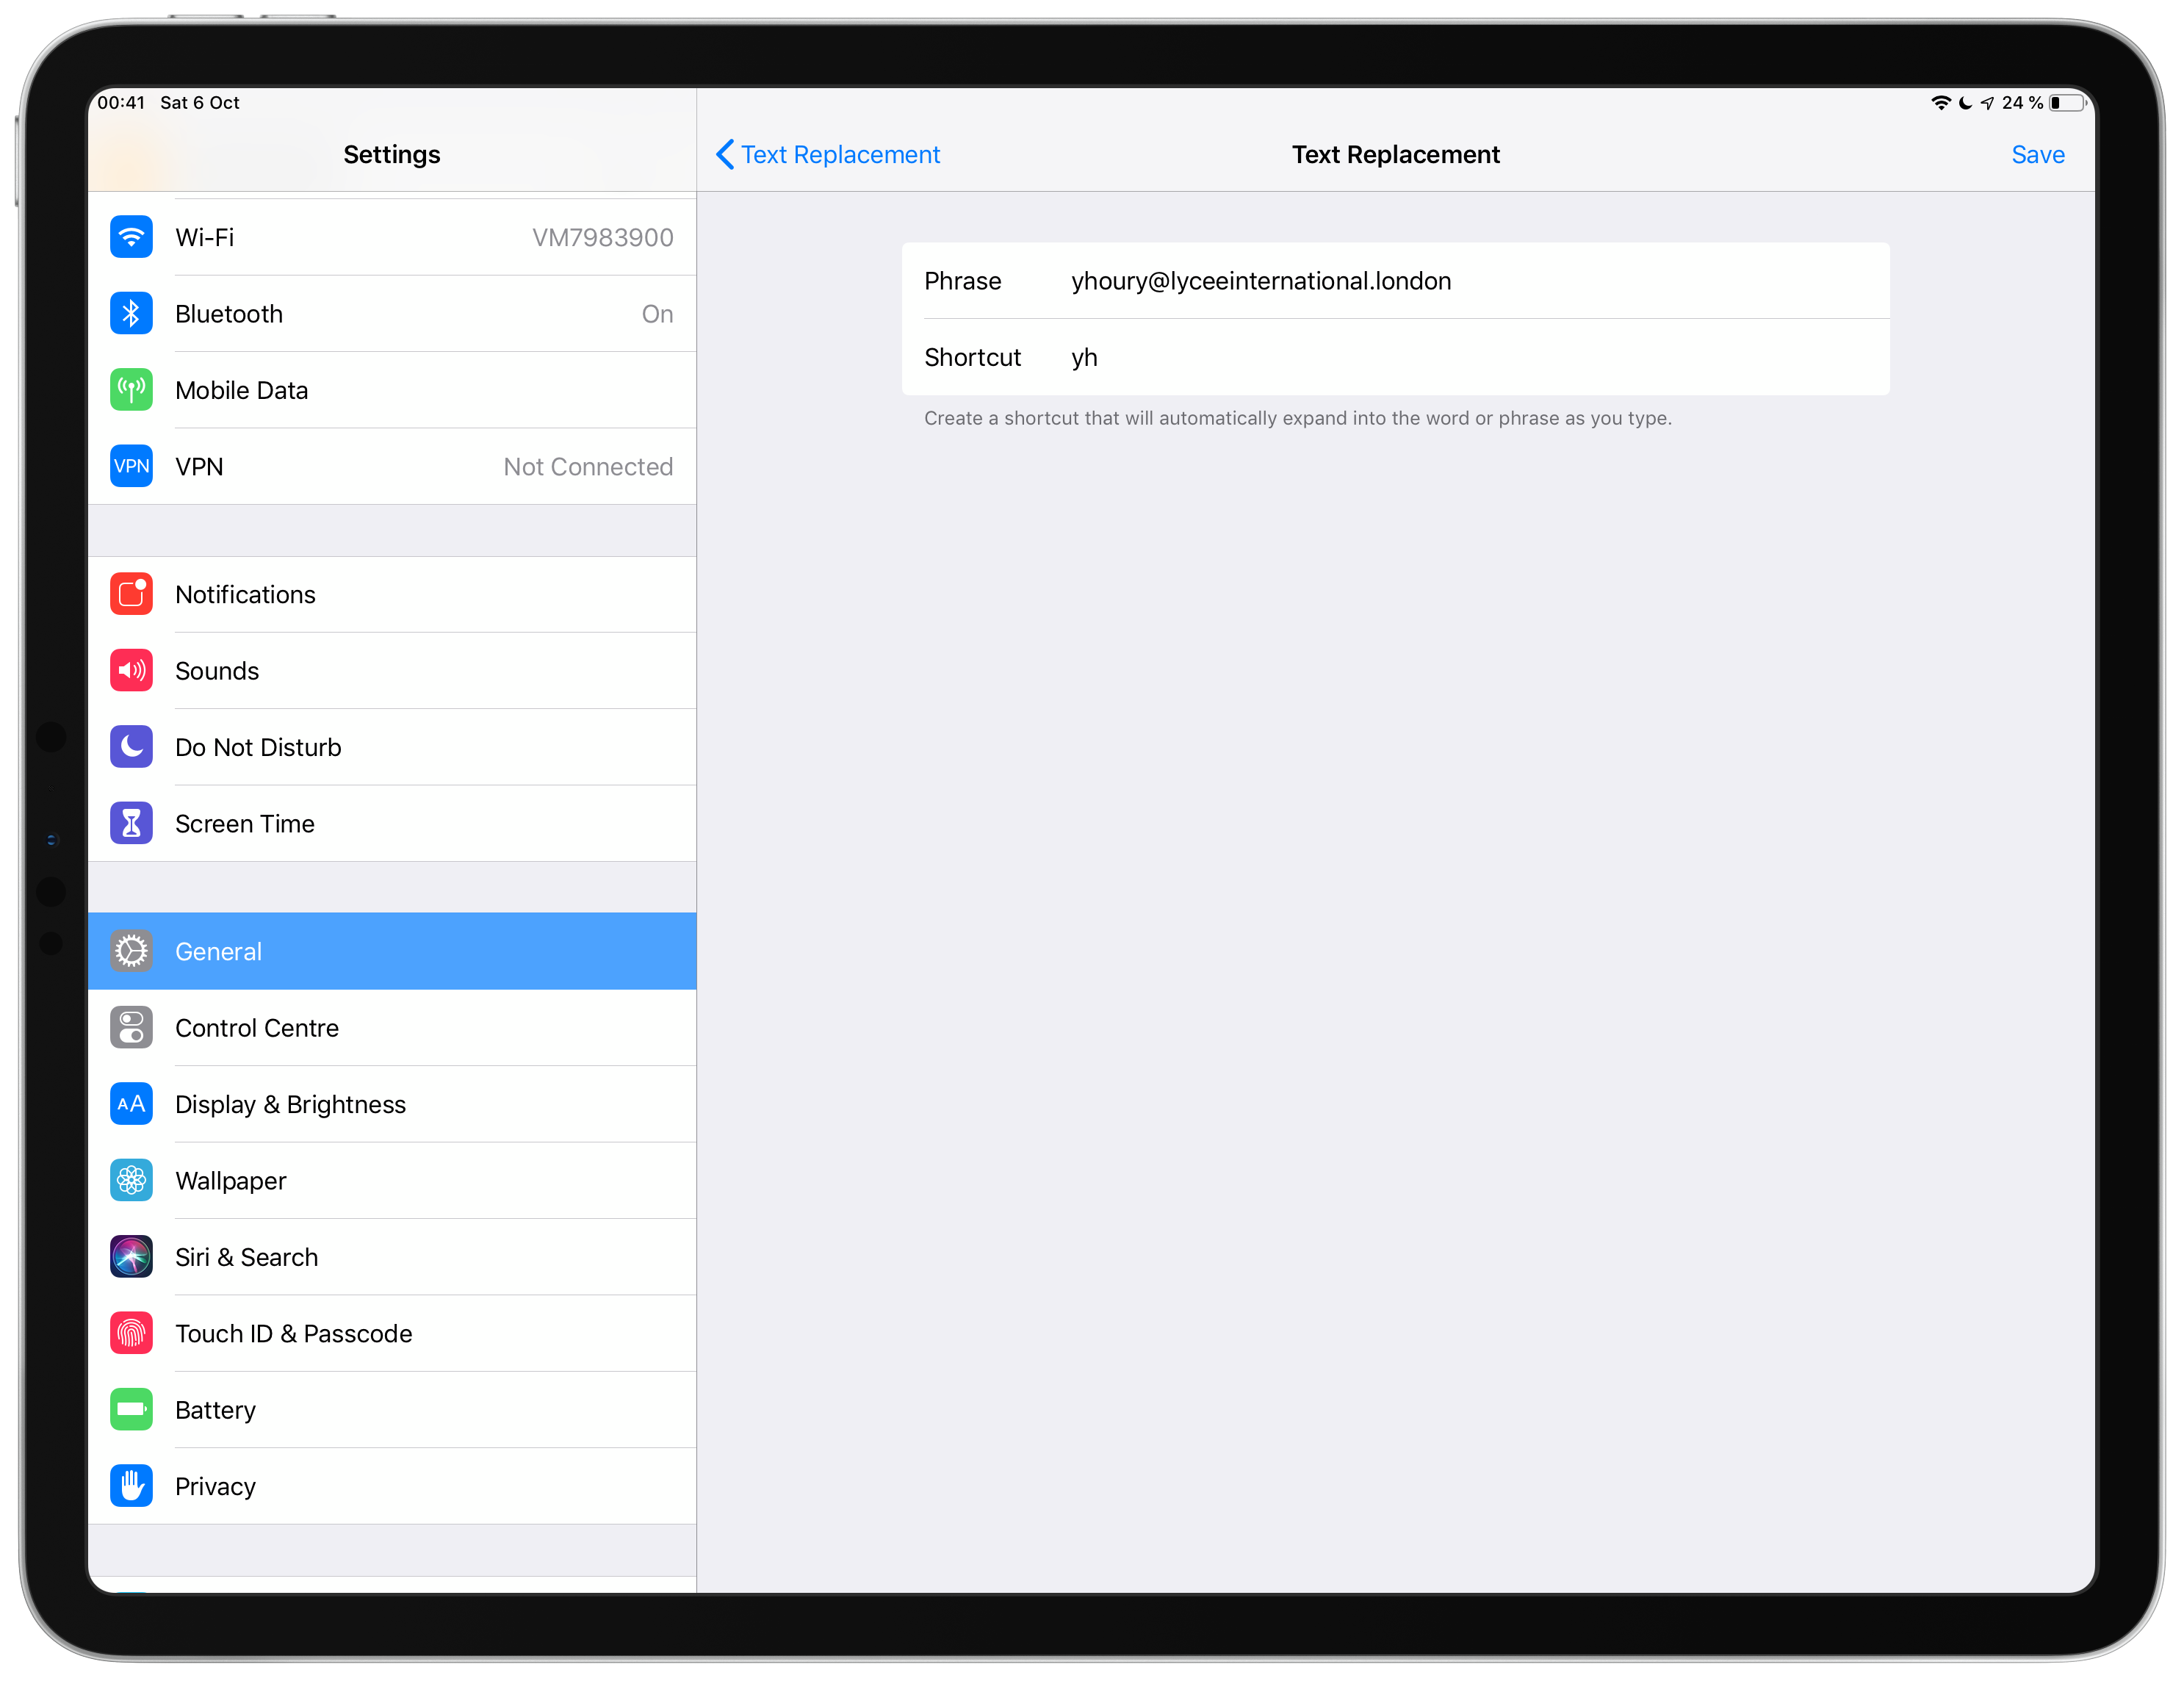 00:41 Sat 6 Oct
24 %
Settings
Text Replacement
Text Replacement
Save
Wi-Fi VM7983900
Bluetooth On
Mobile Data
VPN VPN Not Connected
Notifications
Sounds
Do Not Disturb
Screen Time
General
Control Centre
AA Display & Brightness
Wallpaper
Siri & Search
Touch ID & Passcode
Battery
Privacy
Phrase yhoury@lyceeinternational.london
Shortcut yh
Create a shortcut that will automatically expand into the word or phrase as you type.